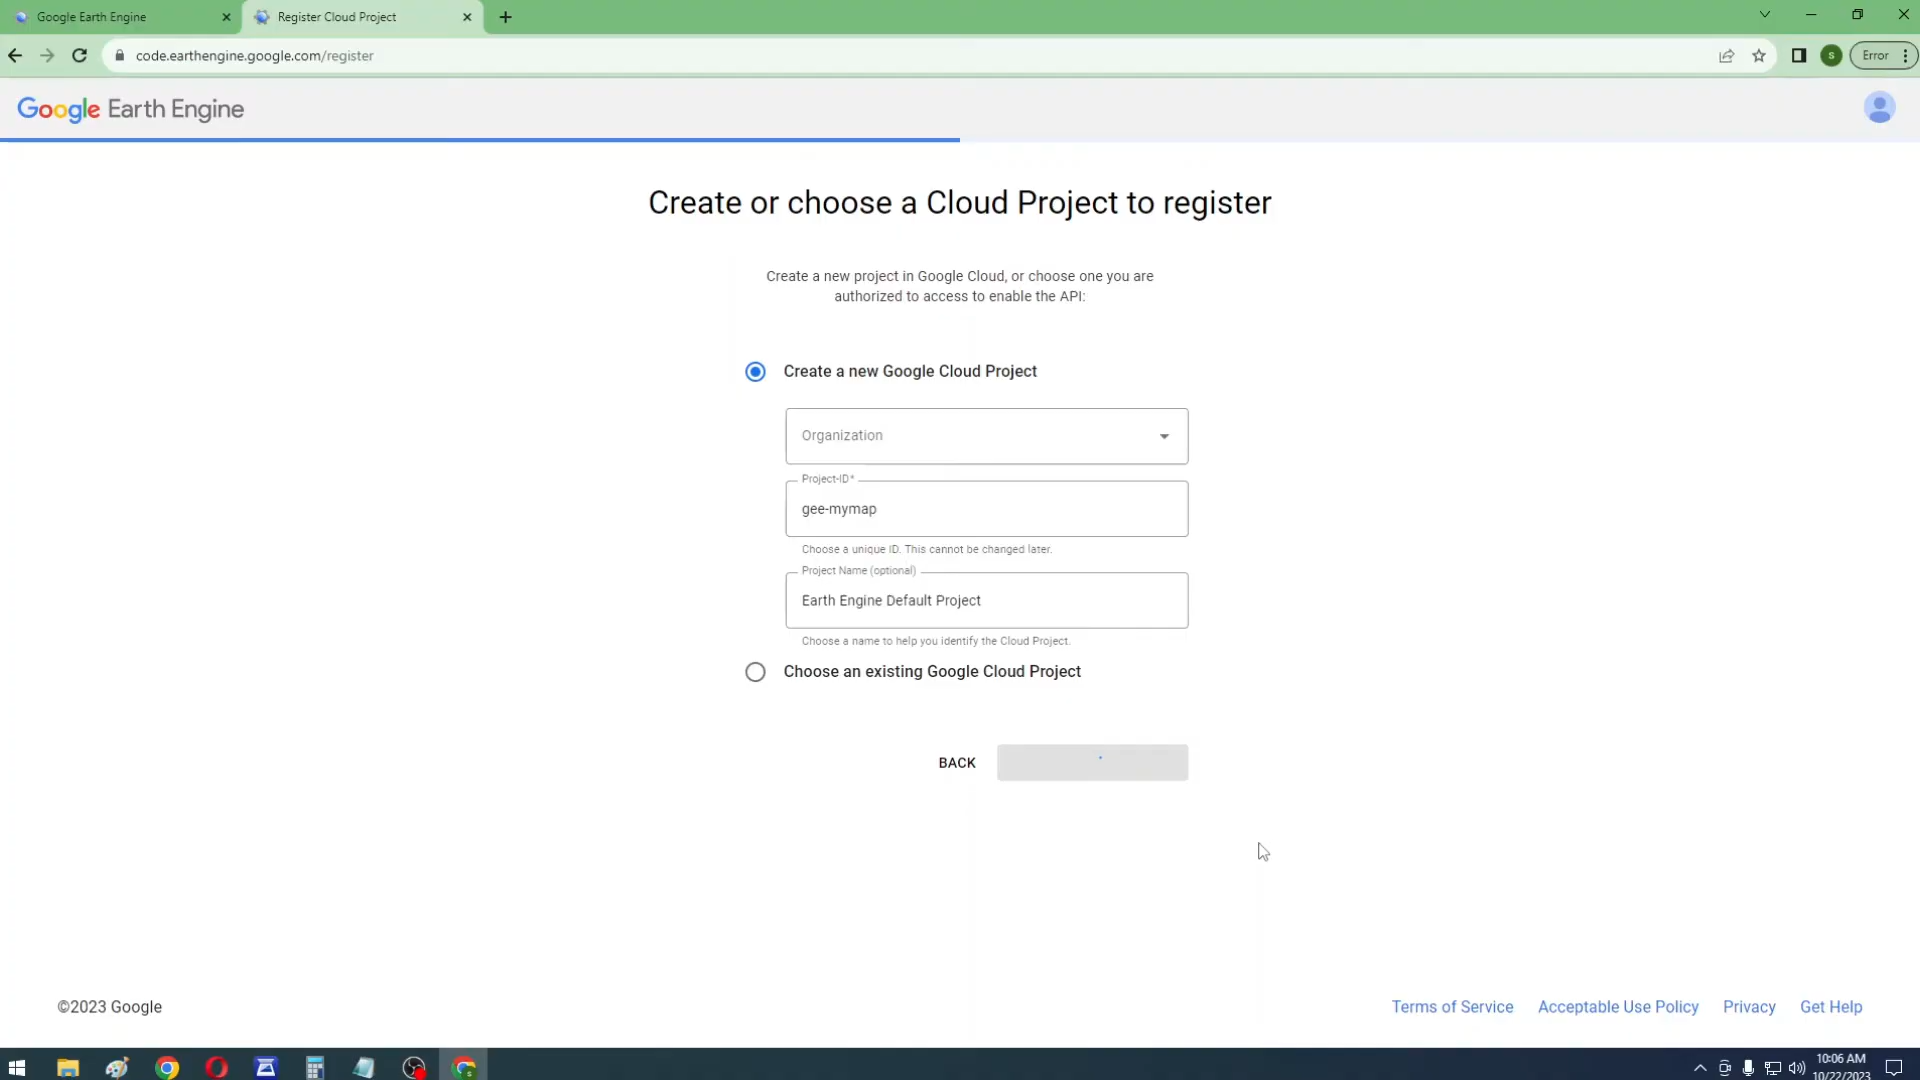 Google Earth Engine
Register Cloud Project
code.earthengine.google.com/register
S
Error
Google Earth Engine
Create or choose a Cloud Project to register
Create a new project in Google Cloud, or choose one you are
authorized to access to enable the API:
Create a new Google Cloud Project
Organization
Project-ID*
gee-mymap
Choose a unique ID. This cannot be changed later.
Project Name (optional)
Earth Engine Default Project
Choose a name to help you identify the Cloud Project.
Choose an existing Google Cloud Project
BACK
©2023 Google
Terms of Service
Acceptable Use Policy
Privacy
Get Help
10:06 AM
10/22/2023